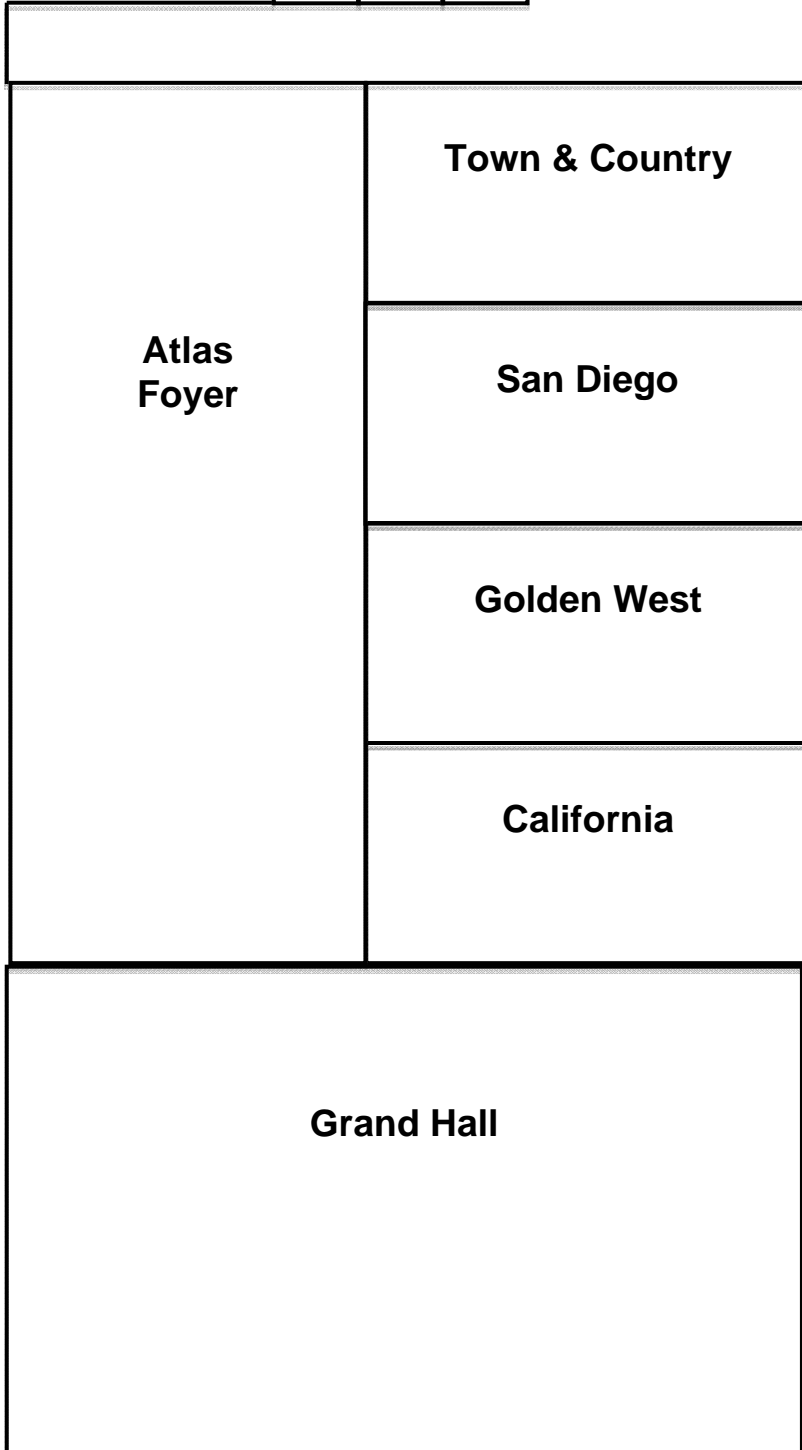 Town & Country
Atlas
Foyer
San Diego
Golden West
California
Grand Hall